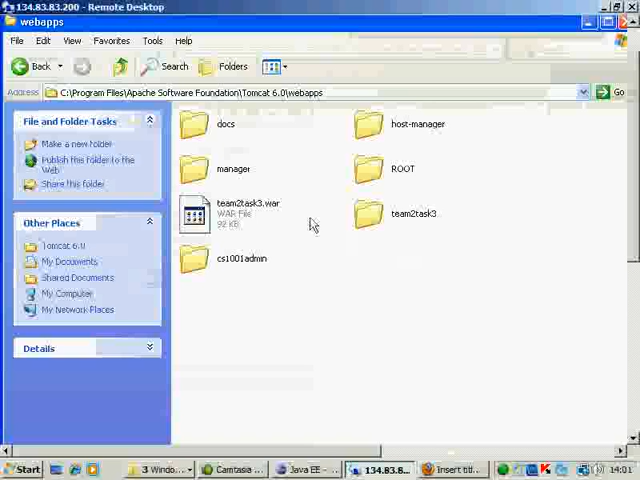 134.83.83.200 - Remote Desktop
webapps
File Edit View Favorites Tools Help
Back Search Folders
Address C:\Program Files\Apache Software Foundation\Tomcat 6.0\webapps Go
File and Folder Tasks
Make a new folder
Publish this folder to the Web
Share this folder
Other Places
Tomcat 6.0
My Documents
Shared Documents
My Computer
My Network Places
Details
docs
host-manager
manager
ROOT
team2task3.war
WAR File
92 KB
team2task3
cs1001admin
Start 3 Windo... Camtasia Java EE - ... 134.83.8... Insert titl... 14:01